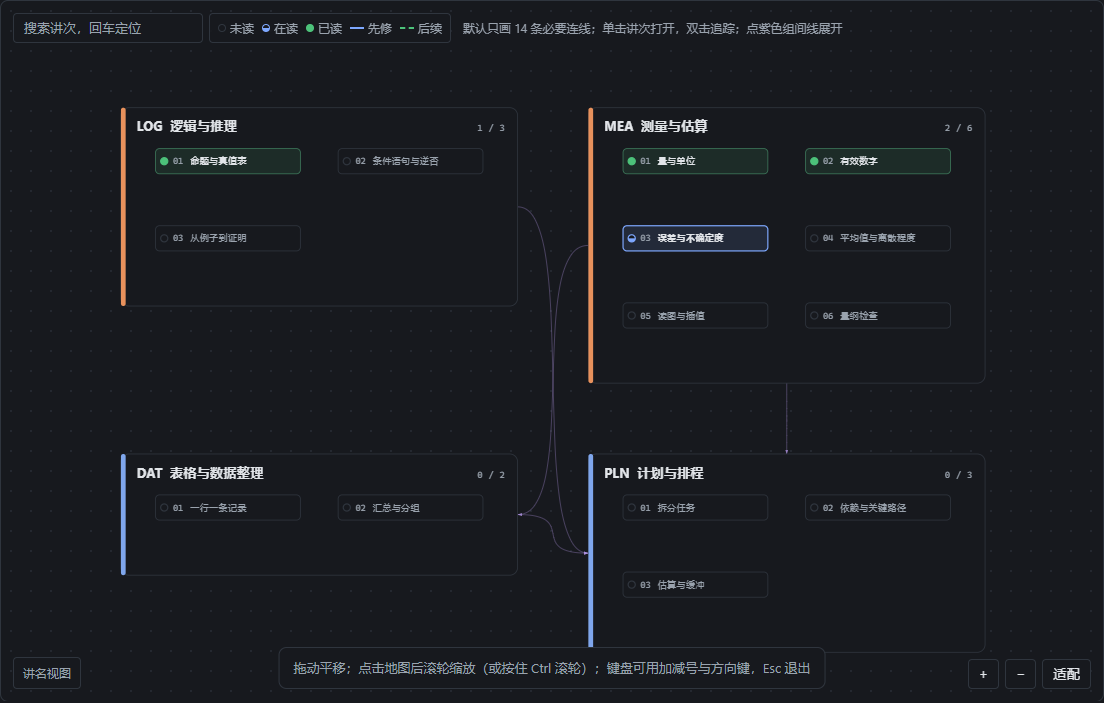 搜索讲次，回车定位
未读 在读 已读 先修 后续
默认只画 14 条必要连线；单击讲次打开，双击追踪；点紫色组间线展开
LOG 逻辑与推理
1 / 3
01 命题与真值表
02 条件语句与逆否
03 从例子到证明
MEA 测量与估算
2 / 6
01 量与单位
02 有效数字
03 误差与不确定度
04 平均值与离散程度
05 读图与插值
06 量纲检查
DAT 表格与数据整理
0 / 2
01 一行一条记录
02 汇总与分组
PLN 计划与排程
0 / 3
01 拆分任务
02 依赖与关键路径
03 估算与缓冲
讲名视图
拖动平移；点击地图后滚轮缩放（或按住 Ctrl 滚轮）；键盘可用加减号与方向键，Esc 退出
+
−
适配